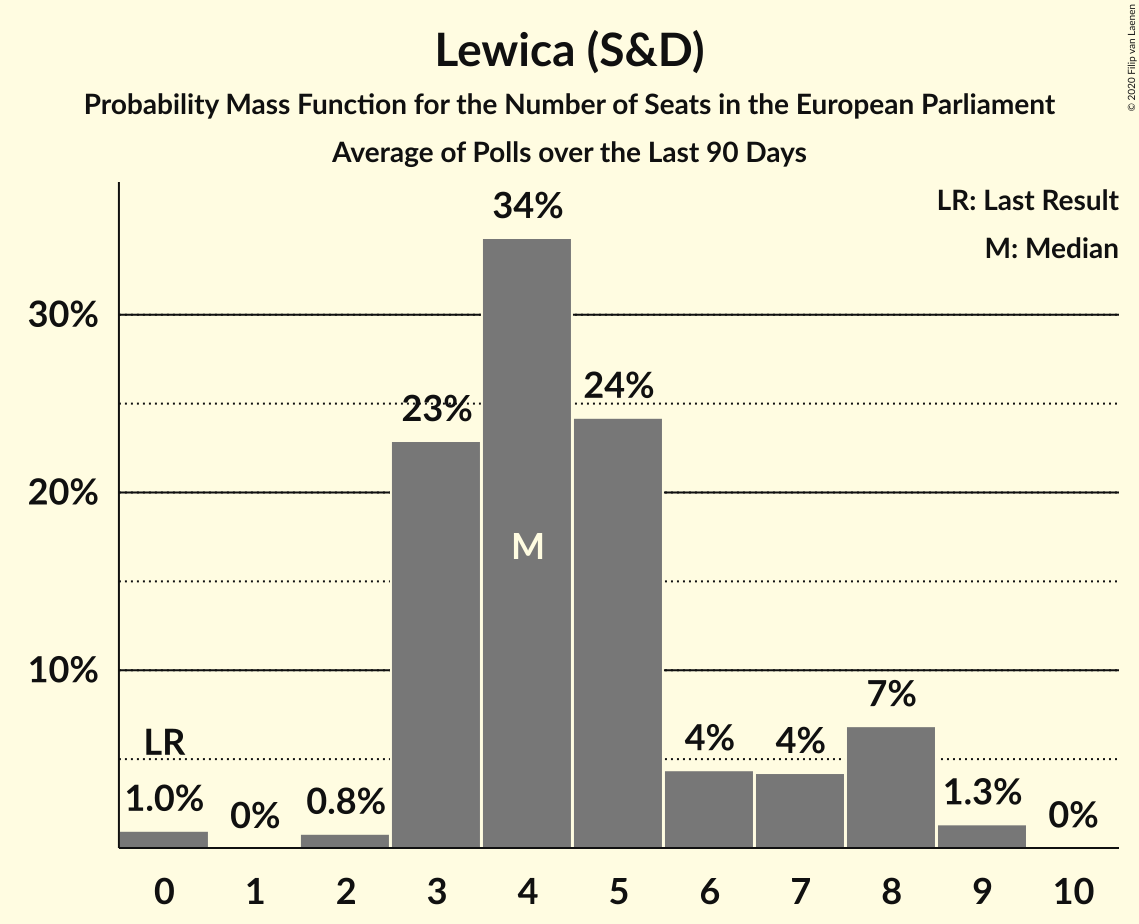 Lewica (S&D)
Probability Mass Function for the Number of Seats in the European Parliament
Average of Polls over the Last 90 Days
© 2020 Filip van Laenen
LR: Last Result
M: Median
34%
30%
24%
23%
20%
M
10%
7%
LR
4%
4%
1.0%
0%
0.8%
1.3%
0%
0 1 2 3 4 5 6 7 8 9 10